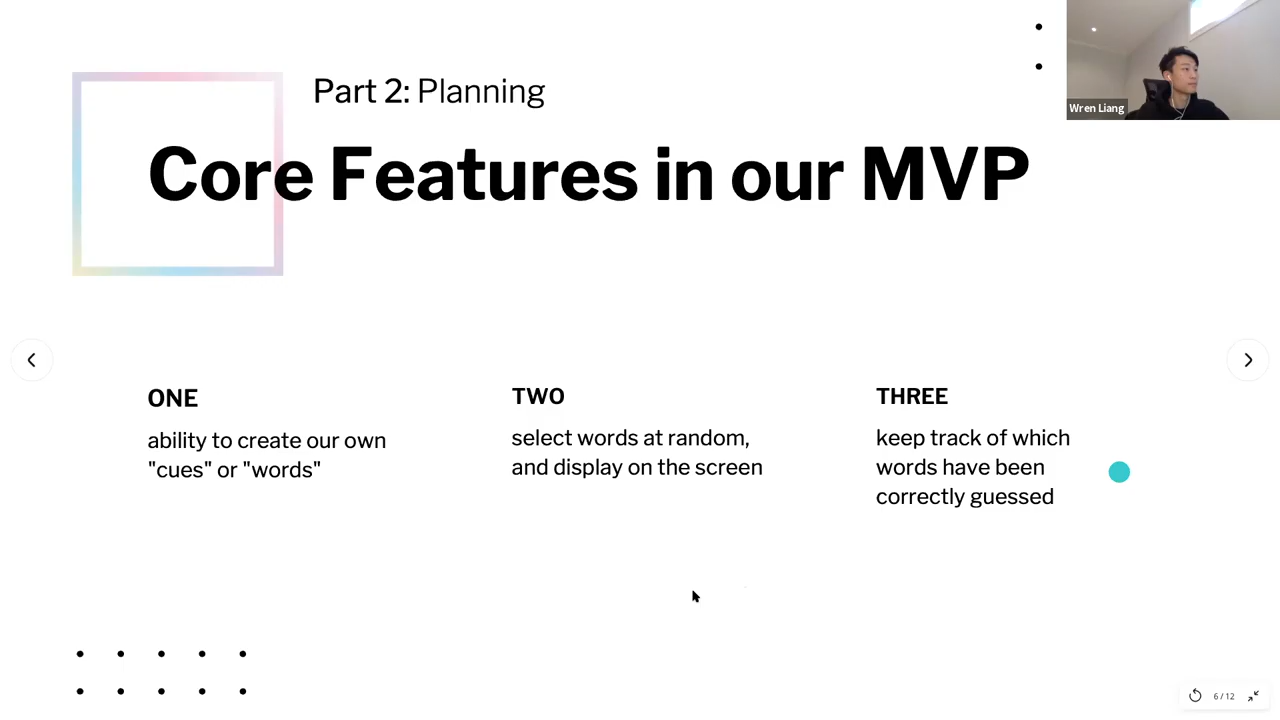 Part 2: Planning
Core Features in our MVP
Wren Liang
ONE
ability to create our own
"cues" or "words"
TWO
select words at random,
and display on the screen
THREE
keep track of which
words have been
correctly guessed
6 / 12